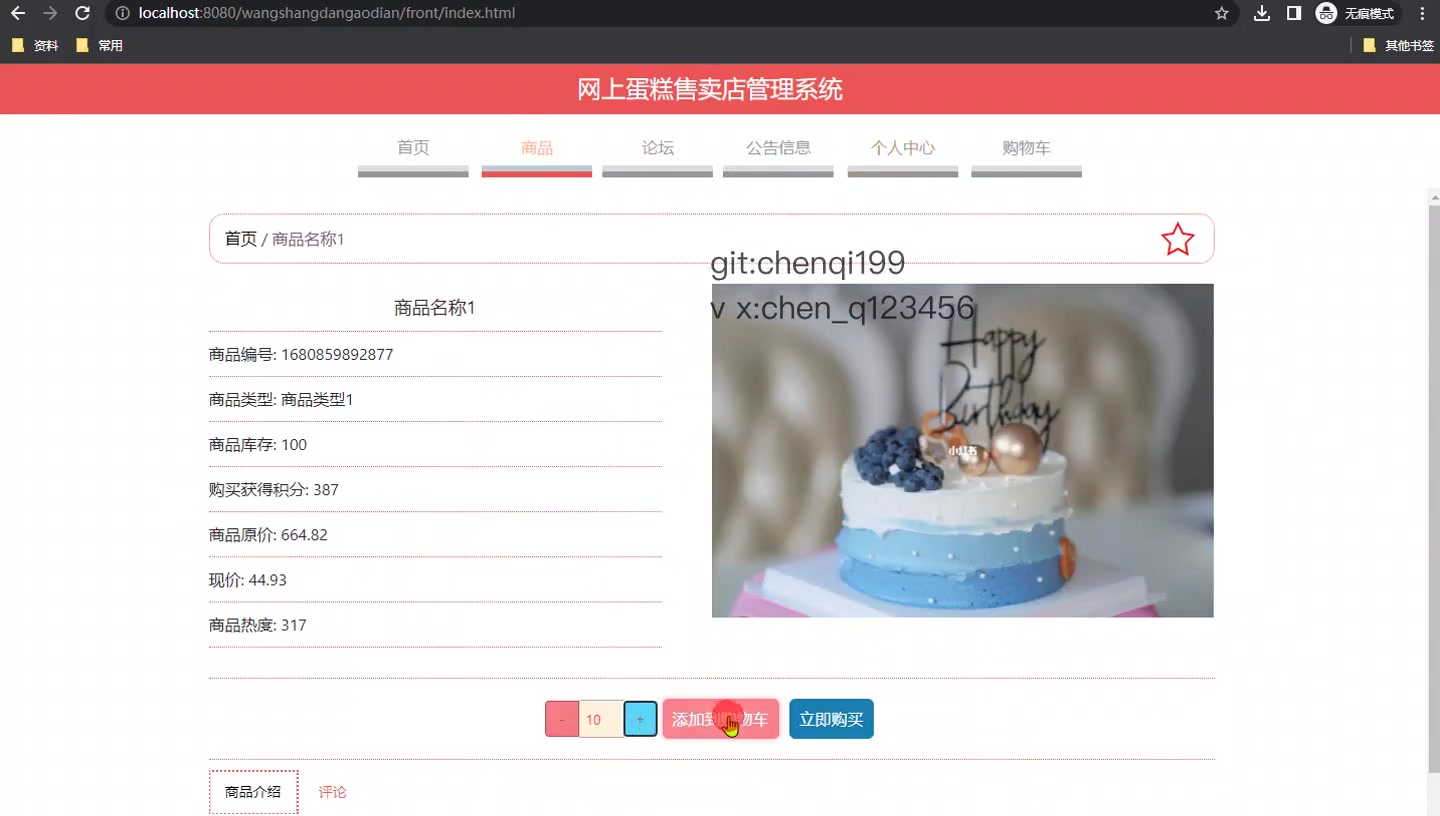 localhost:8080/wangshangdangaodian/front/index.html
无痕模式
资料
常用
其他书签
网上蛋糕售卖店管理系统
首页
商品
论坛
公告信息
个人中心
购物车
首页 / 商品名称1
git:chenqi199
v x:chen_q123456
商品名称1
商品编号: 1680859892877
商品类型: 商品类型1
商品库存: 100
购买获得积分: 387
商品原价: 664.82
现价: 44.93
商品热度: 317
Happy
Birthday
小红书
- 10 +
添加到购物车
立即购买
商品介绍
评论